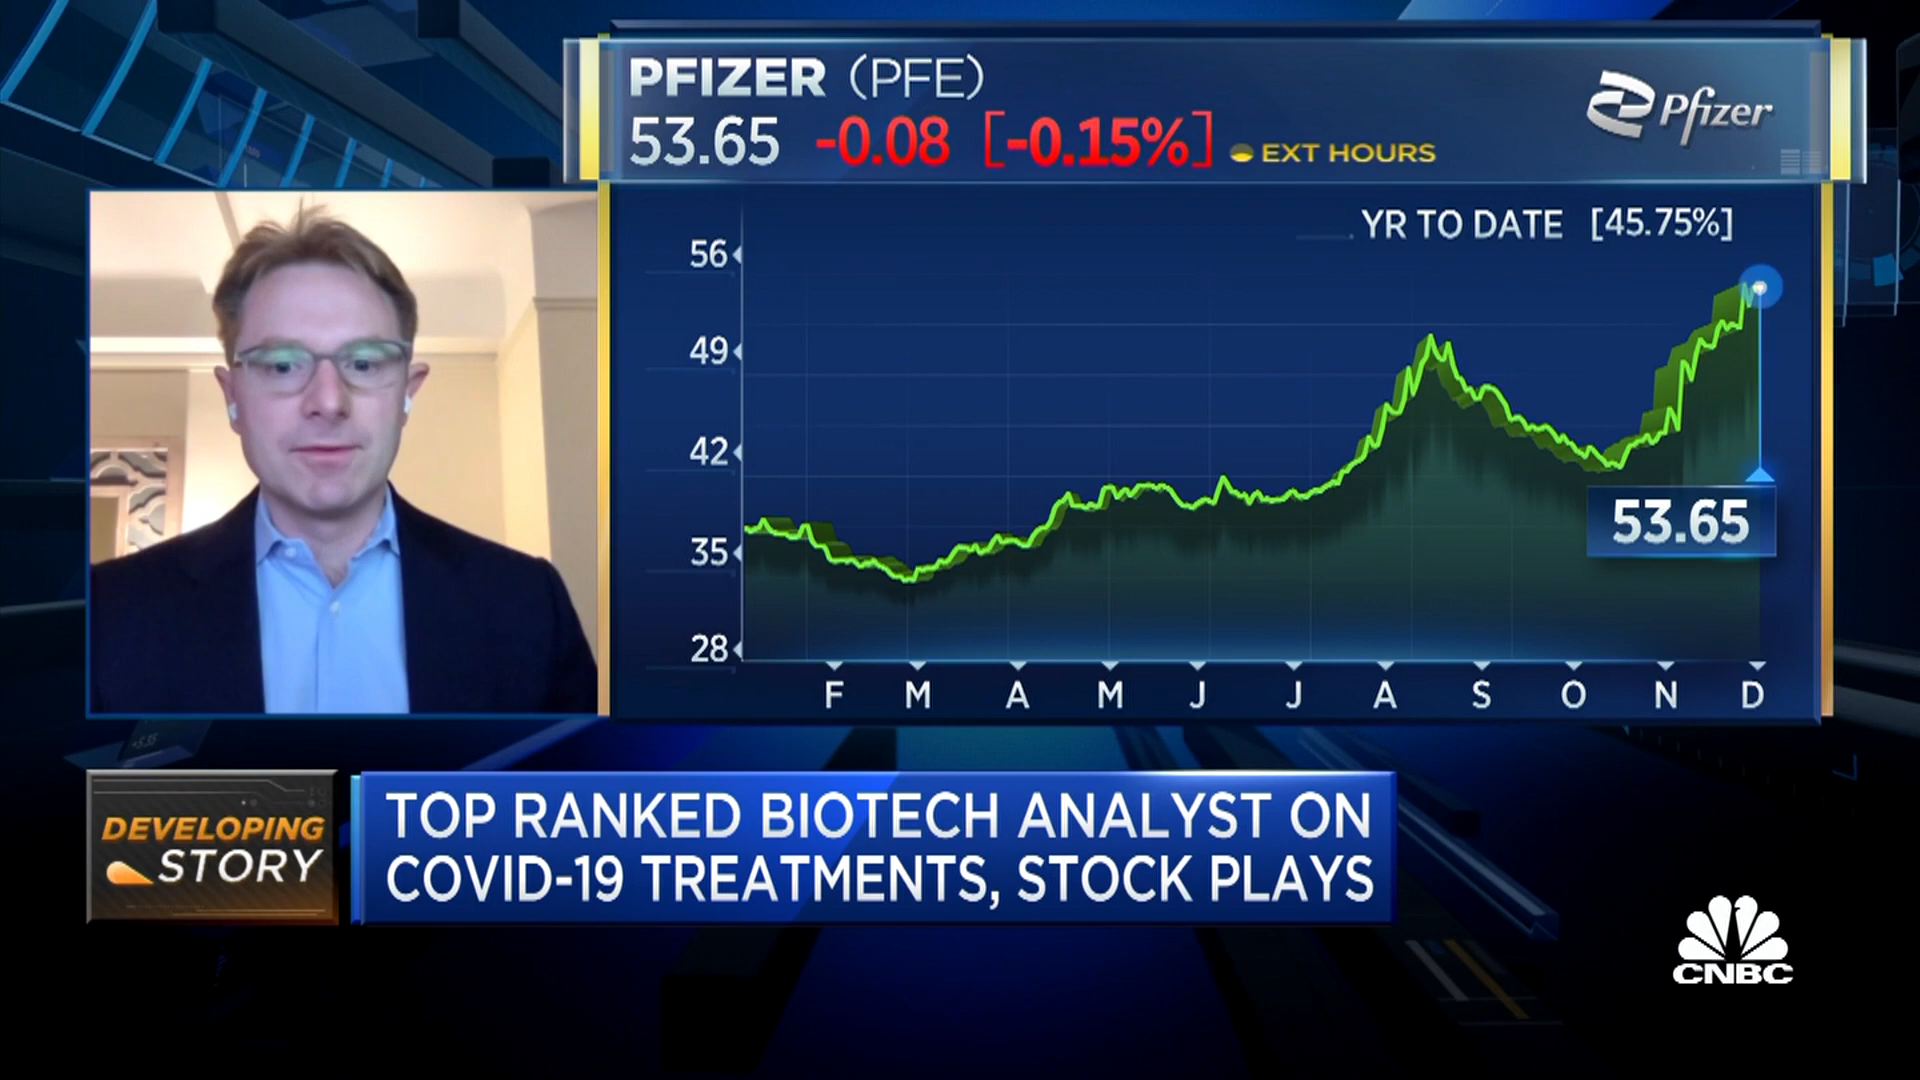 PFIZER (PFE)
53.65 -0.08 [-0.15%] EXT HOURS
Pfizer
YR TO DATE [45.75%]
56
49
42
35
28
53.65
F M A M J J A S O N D
DEVELOPING
STORY
TOP RANKED BIOTECH ANALYST ON
COVID-19 TREATMENTS, STOCK PLAYS
CNBC